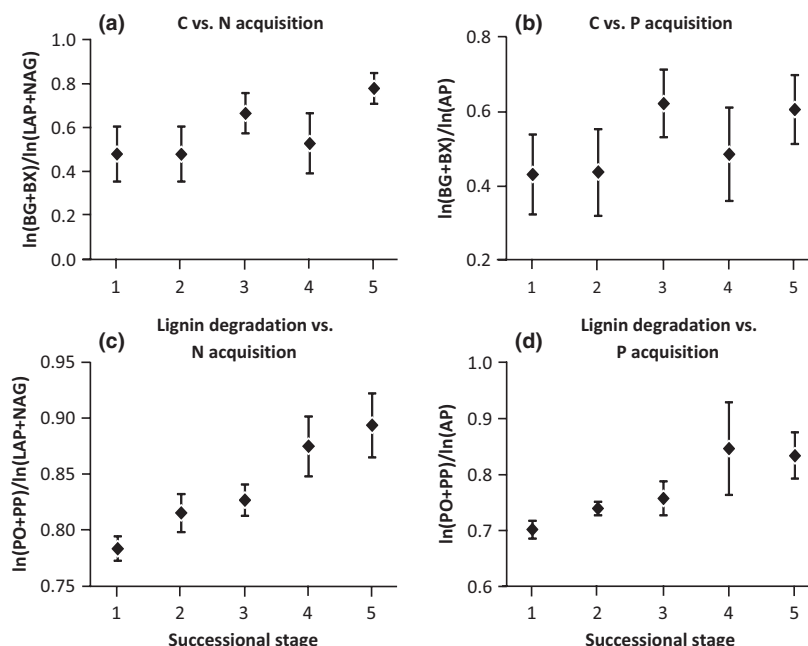 (a) C vs. N acquisition
ln(BG+BX)/ln(LAP+NAG)
1.0
0.8
0.6
0.4
0.2
0.0
1 2 3 4 5
(b) C vs. P acquisition
ln(BG+BX)/ln(AP)
0.8
0.6
0.4
0.2
1 2 3 4 5
(c) Lignin degradation vs.
N acquisition
ln(PO+PP)/ln(LAP+NAG)
0.95
0.90
0.85
0.80
0.75
1 2 3 4 5
Successional stage
(d) Lignin degradation vs.
P acquisition
ln(PO+PP)/ln(AP)
1.0
0.9
0.8
0.7
0.6
1 2 3 4 5
Successional stage